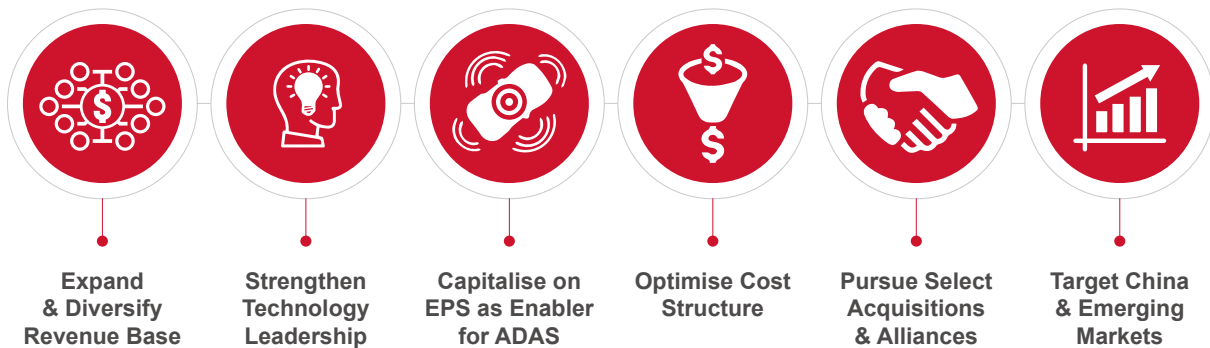 $
$
$
Expand
& Diversify
Revenue Base
Strengthen
Technology
Leadership
Capitalise on
EPS as Enabler
for ADAS
Optimise Cost
Structure
Pursue Select
Acquisitions
& Alliances
Target China
& Emerging
Markets